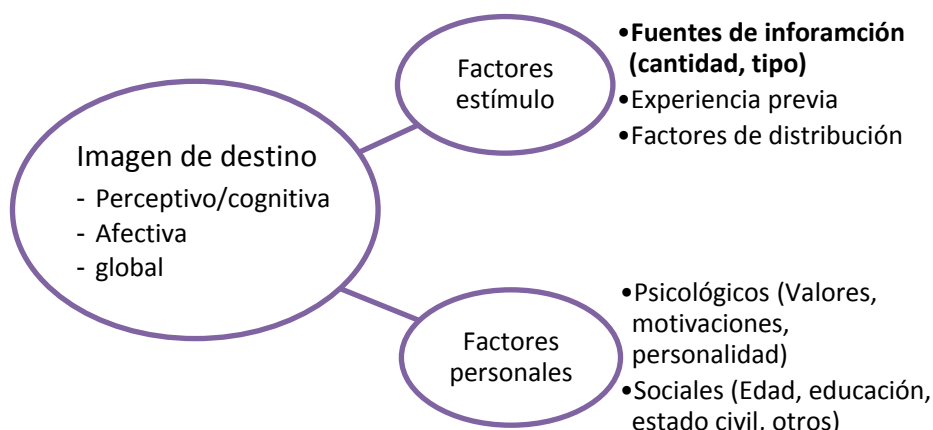 Imagen de destino
- Perceptivo/cognitiva
- Afectiva
- global
Factores
estímulo
•Fuentes de inforamción
(cantidad, tipo)
•Experiencia previa
•Factores de distribución
Factores
personales
•Psicológicos (Valores,
motivaciones,
personalidad)
•Sociales (Edad, educación,
estado civil, otros)